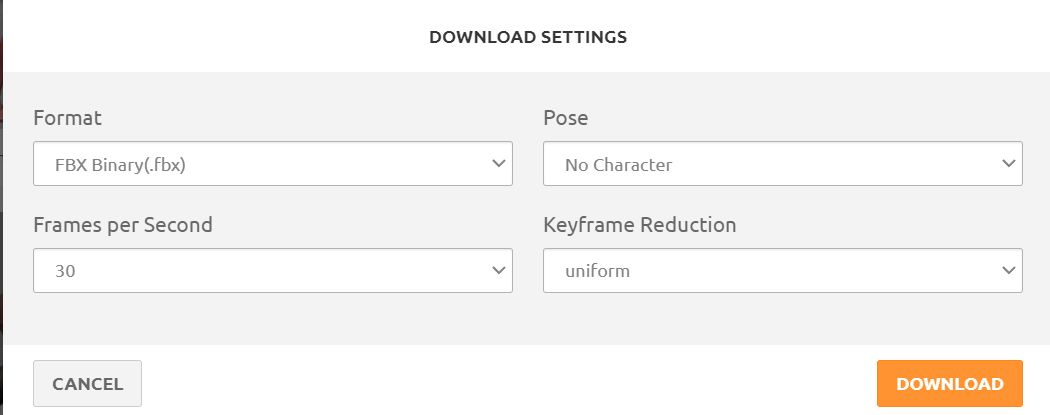 DOWNLOAD SETTINGS
Format
Pose
FBX Binary(.fbx)
No Character
Frames per Second
Keyframe Reduction
30
uniform
CANCEL
DOWNLOAD